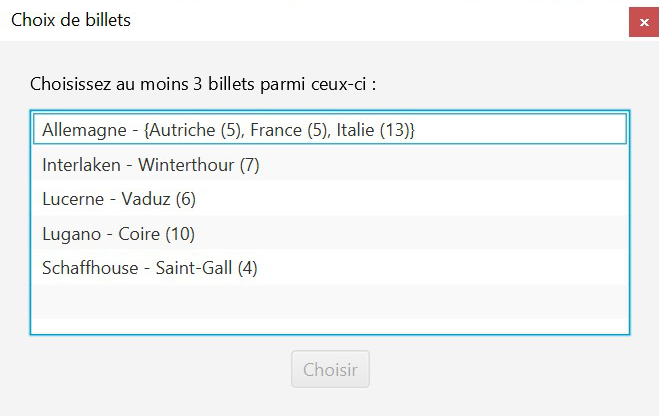 Choix de billets
Choisissez au moins 3 billets parmi ceux-ci :
Allemagne - {Autriche (5), France (5), Italie (13)}
Interlaken - Winterthour (7)
Lucerne - Vaduz (6)
Lugano - Coire (10)
Schaffhouse - Saint-Gall (4)
Choisir